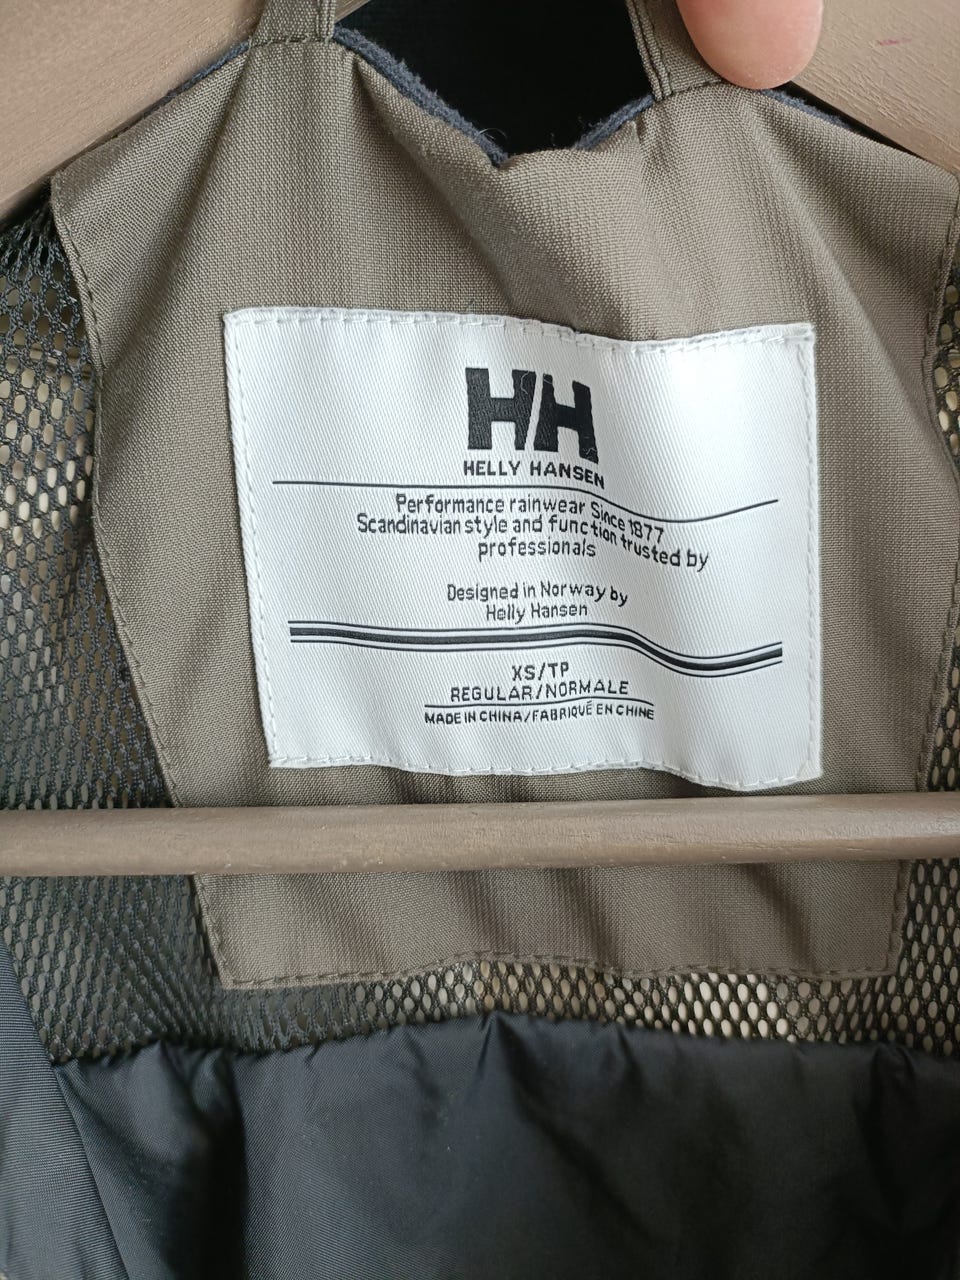 HH
HELLY HANSEN
Performance rainwear Since 1877
Scandinavian style and function trusted by
professionals
Designed in Norway by
Helly Hansen
XS/TP
REGULAR/NORMALE
MADE IN CHINA/FABRIQUÉ EN CHINE